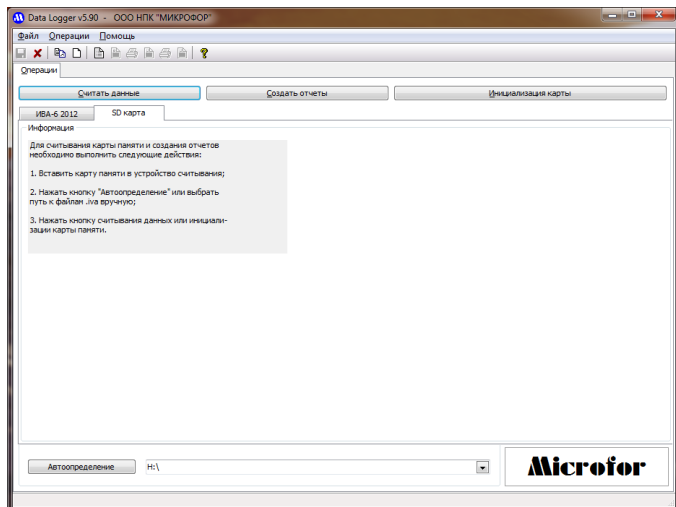 Data Logger v5.90 - ООО НПК "МИКРОФОР"
Файл Операции Помощь
Операции
Считать данные Создать отчеты Инициализация карты
ИВА-6 2012 SD карта
Информация
Для считывания карты памяти и создания отчетов
необходимо выполнить следующие действия:
1. Вставить карту памяти в устройство считывания;
2. Нажать кнопку "Автоопределение" или выбрать
путь к файлам .iva вручную;
3. Нажать кнопку считывания данных или инициали-
зации карты памяти.
Автоопределение H:\
Microfor